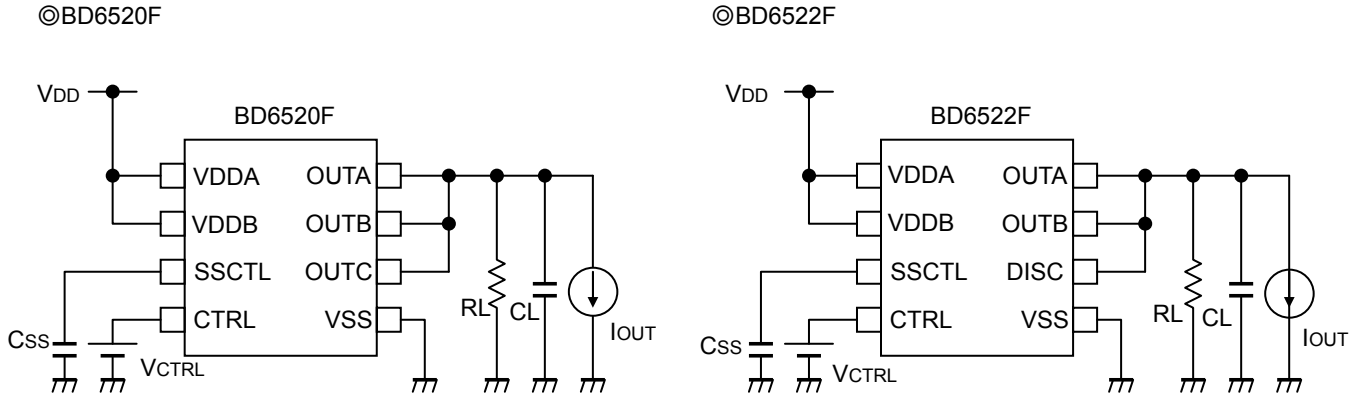 ◎BD6520F
VDD
BD6520F
VDDA OUTA
VDDB OUTB
SSCTL OUTC
CTRL VSS
CSS
VCTRL
RL CL
IOUT
◎BD6522F
VDD
BD6522F
VDDA OUTA
VDDB OUTB
SSCTL DISC
CTRL VSS
CSS
VCTRL
RL CL
IOUT